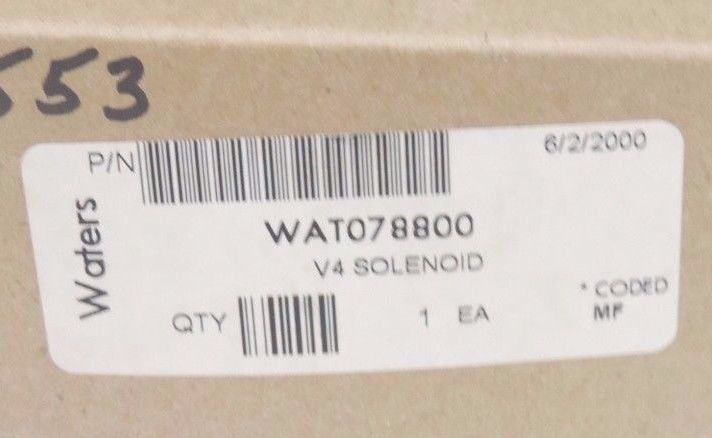 553
P/N
6/2/2000
Waters
WAT078800
V4 SOLENOID
QTY
1 EA
* CODED
MF